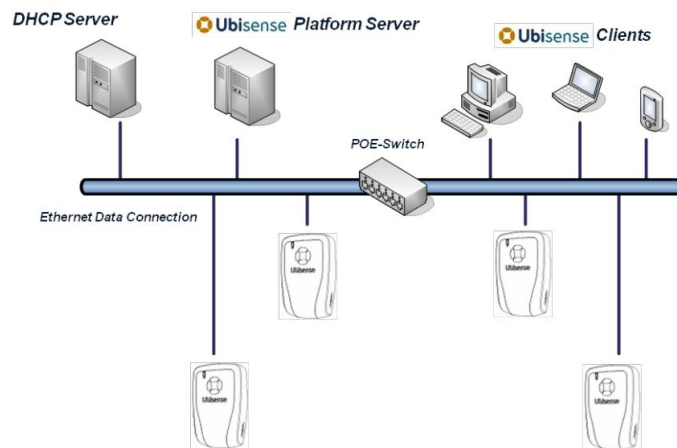 DHCP Server
Ubisense Platform Server
Ubisense Clients
POE-Switch
Ethernet Data Connection
Ubisense
Ubisense
Ubisense
Ubisense